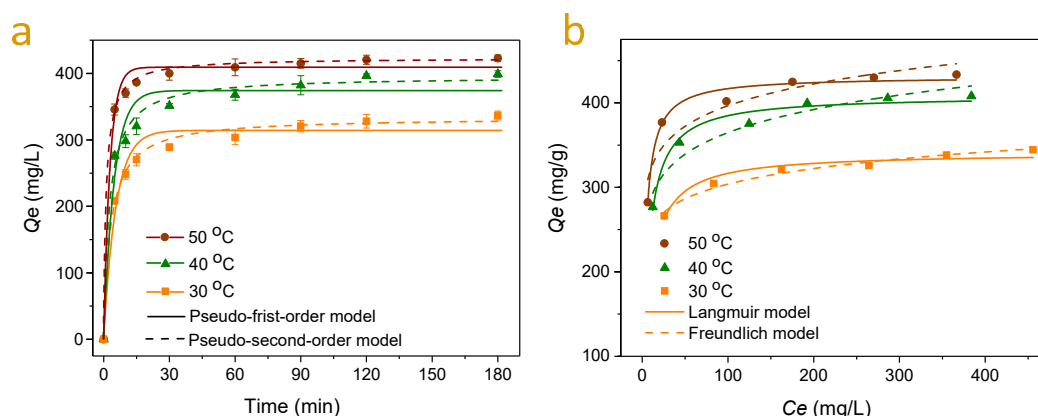 a
Qe (mg/L)
400
300
200
100
0
50 °C
40 °C
30 °C
Pseudo-frist-order model
Pseudo-second-order model
0 30 60 90 120 150 180
Time (min)
b
Qe (mg/g)
500
400
300
200
100
50 °C
40 °C
30 °C
Langmuir model
Freundlich model
0 100 200 300 400
Ce (mg/L)